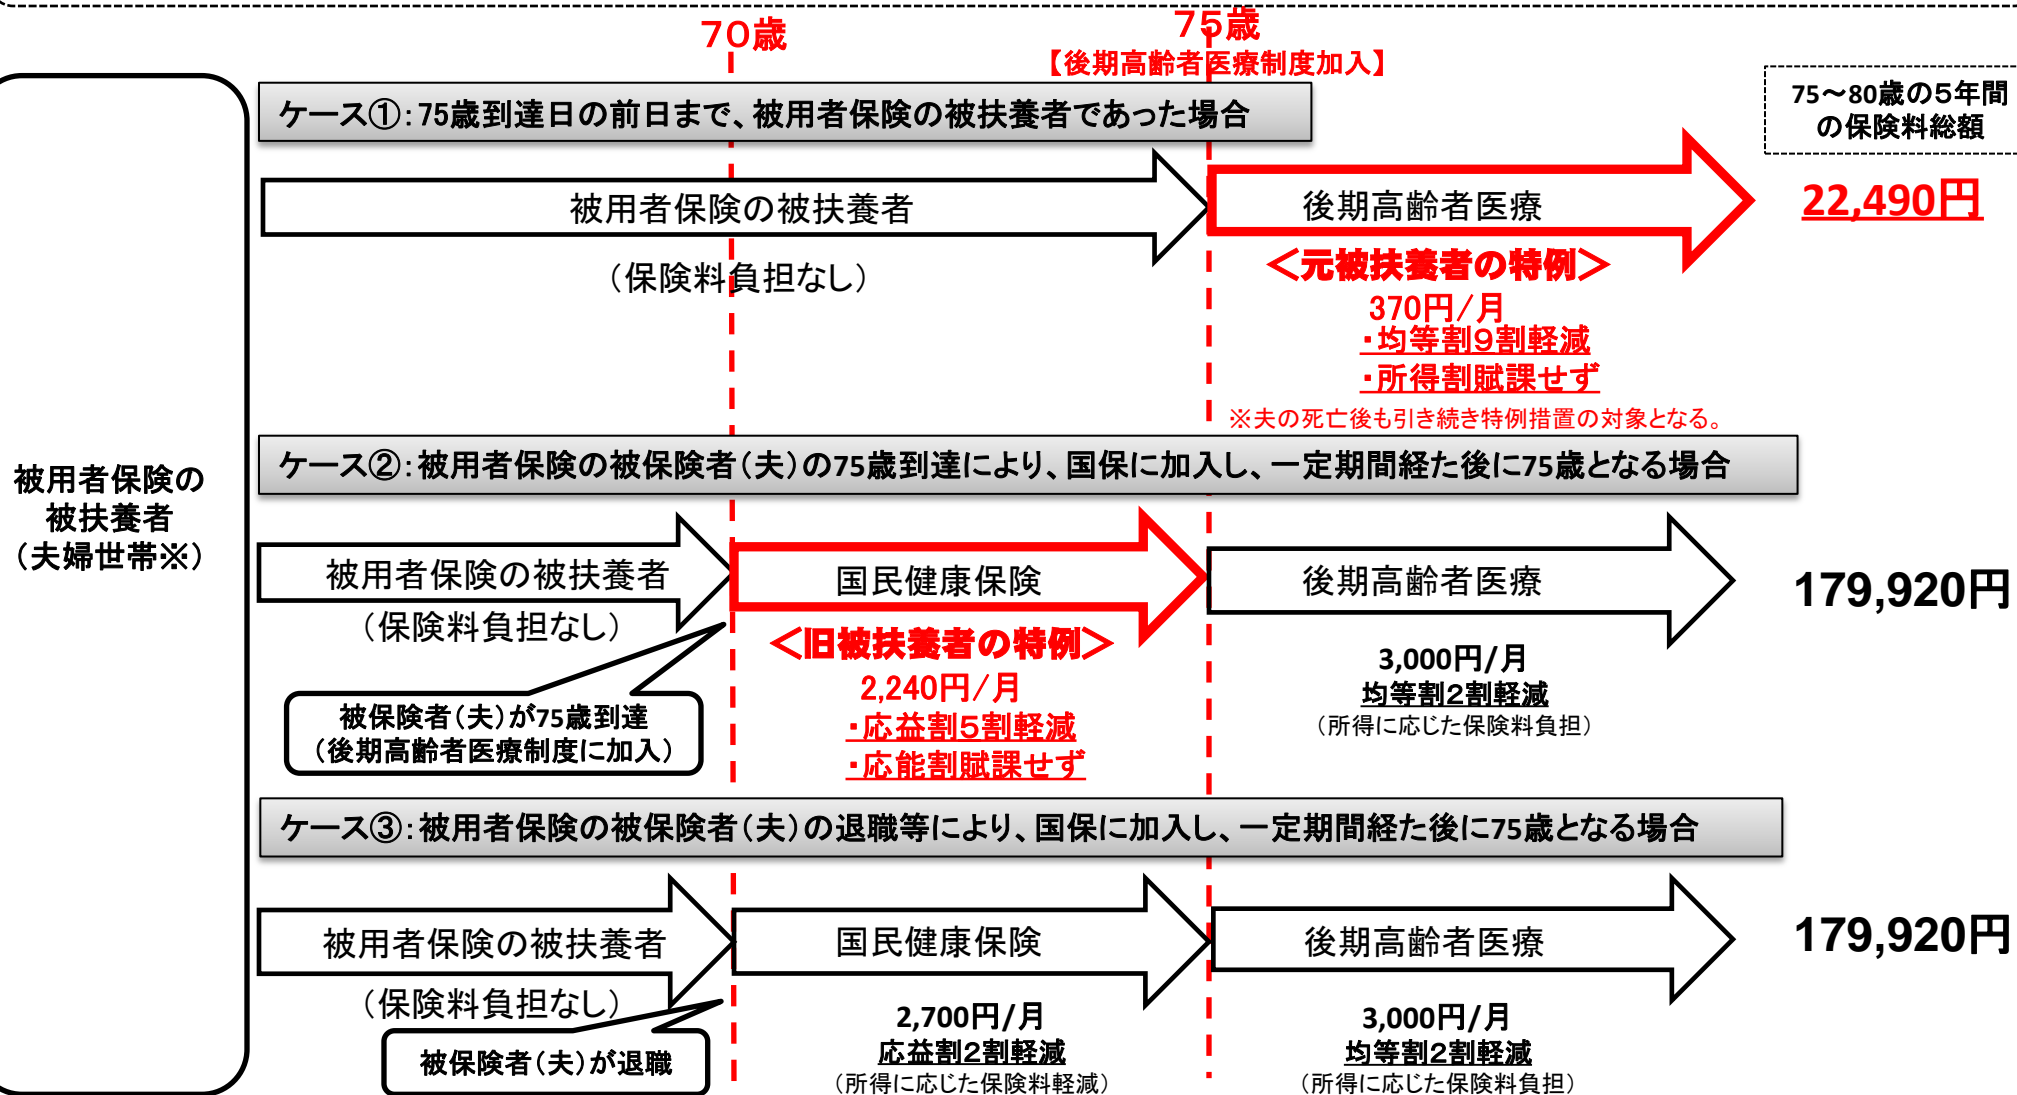 70歳
75歳
【後期高齢者医療制度加入】
75～80歳の5年間
の保険料総額
被用者保険の
被扶養者
（夫婦世帯※）
ケース①：75歳到達日の前日まで、被用者保険の被扶養者であった場合
被用者保険の被扶養者
（保険料負担なし）
後期高齢者医療
＜元被扶養者の特例＞
370円/月
・均等割9割軽減
・所得割賦課せず
※夫の死亡後も引き続き特例措置の対象となる。
22,490円
ケース②：被用者保険の被保険者（夫）の75歳到達により、国保に加入し、一定期間経た後に75歳となる場合
被用者保険の被扶養者
（保険料負担なし）
被保険者（夫）が75歳到達
（後期高齢者医療制度に加入）
国民健康保険
＜旧被扶養者の特例＞
2,240円/月
・応益割5割軽減
・応能割賦課せず
後期高齢者医療
3,000円/月
均等割2割軽減
（所得に応じた保険料負担）
179,920円
ケース③：被用者保険の被保険者（夫）の退職等により、国保に加入し、一定期間経た後に75歳となる場合
被用者保険の被扶養者
（保険料負担なし）
被保険者（夫）が退職
国民健康保険
2,700円/月
応益割2割軽減
（所得に応じた保険料軽減）
後期高齢者医療
3,000円/月
均等割2割軽減
（所得に応じた保険料負担）
179,920円